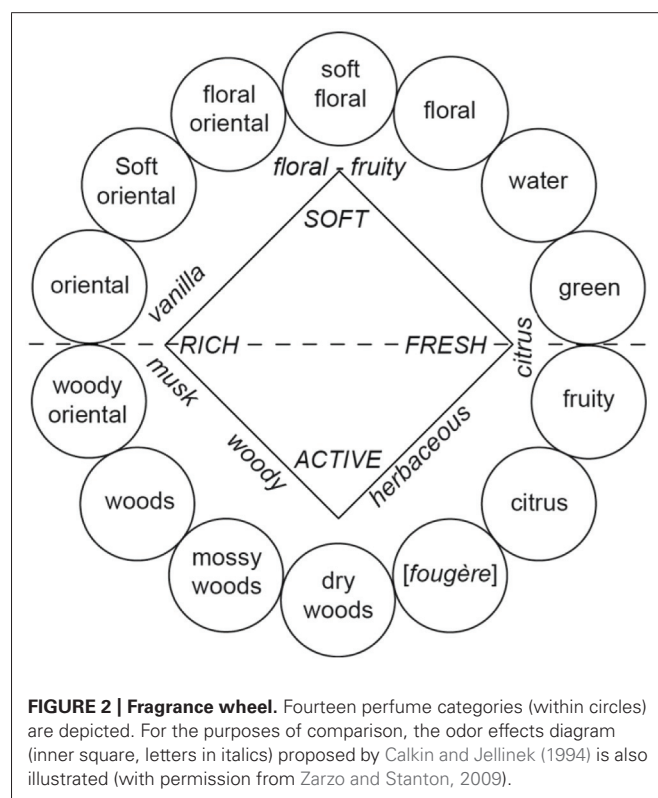 soft
floral
floral
oriental
floral
Soft
oriental
water
floral - fruity
SOFT
oriental
vanilla
green
RICH
FRESH
citrus
musk
woody
oriental
fruity
woody
ACTIVE
herbaceous
woods
citrus
mossy
woods
dry
woods
[fougère]
FIGURE 2 | Fragrance wheel. Fourteen perfume categories (within circles)
are depicted. For the purposes of comparison, the odor effects diagram
(inner square, letters in italics) proposed by Calkin and Jellinek (1994) is also
illustrated (with permission from Zarzo and Stanton, 2009).